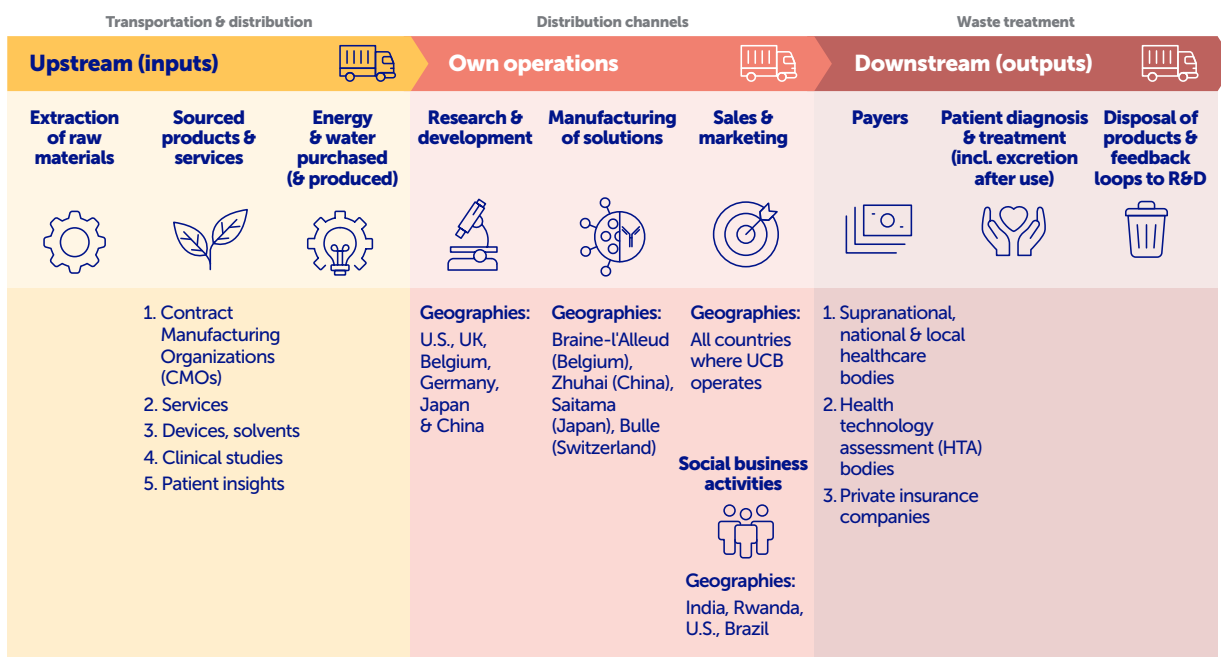 Transportation & distribution
Distribution channels
Waste treatment
Upstream (inputs)
Own operations
Downstream (outputs)
Extraction
of raw
materials
Sourced
products &
services
Energy
& water
purchased
(& produced)
Research &
development
Manufacturing
of solutions
Sales &
marketing
Payers
Patient diagnosis
& treatment
(incl. excretion
after use)
Disposal of
products &
feedback
loops to R&D
1. Contract
Manufacturing
Organizations
(CMOs)
2. Services
3. Devices, solvents
4. Clinical studies
5. Patient insights
Geographies:
U.S., UK,
Belgium,
Germany,
Japan
& China
Geographies:
Braine-l'Alleud
(Belgium),
Zhuhai (China),
Saitama
(Japan), Bulle
(Switzerland)
Geographies:
All countries
where UCB
operates
Social business
activities
Geographies:
India, Rwanda,
U.S., Brazil
1. Supranational,
national & local
healthcare
bodies
2. Health
technology
assessment (HTA)
bodies
3. Private insurance
companies